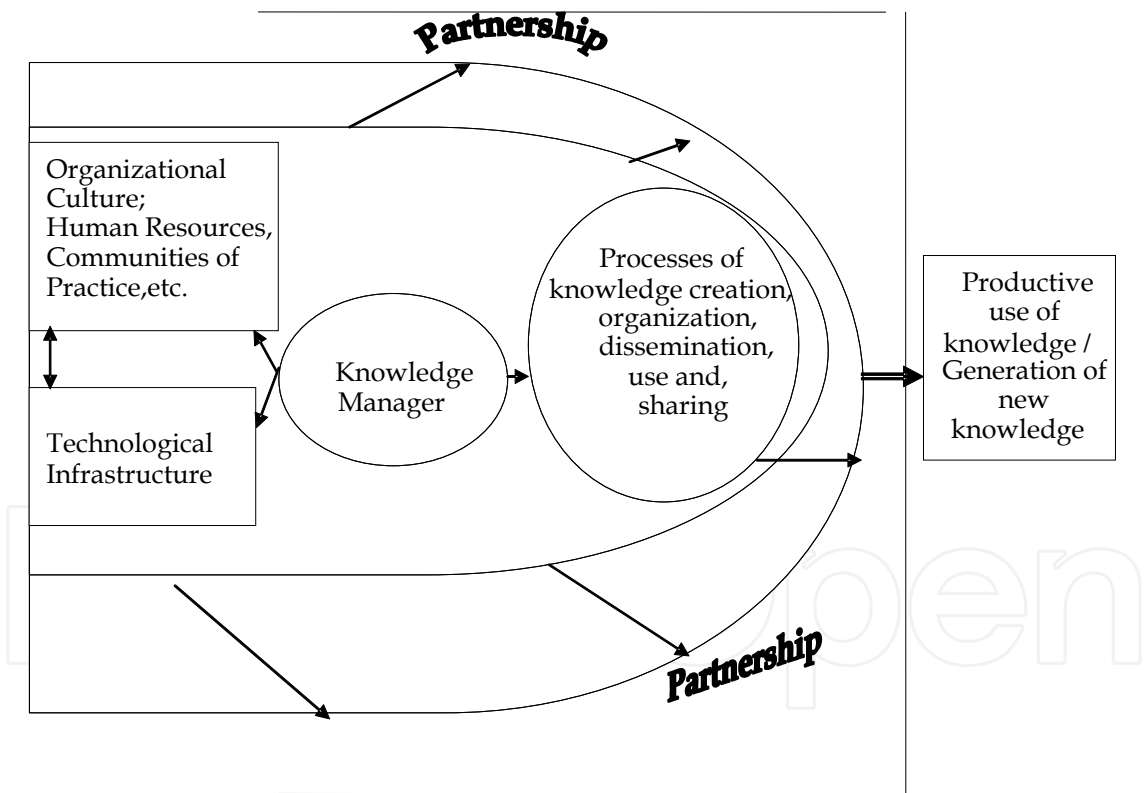 Partnership
Organizational
Culture;
Human Resources,
Communities of
Practice,etc.
Technological
Infrastructure
Knowledge
Manager
Processes of
knowledge creation,
organization,
dissemination,
use and,
sharing
Productive
use of
knowledge /
Generation of
new
knowledge
Partnership
Open